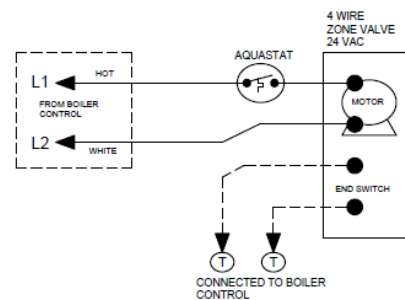 4 WIRE
ZONE VALVE
24 VAC
AQUASTAT
L1
HOT
MOTOR
FROM BOILER
CONTROL
L2
WHITE
END SWITCH
T
T
CONNECTED TO BOILER
CONTROL